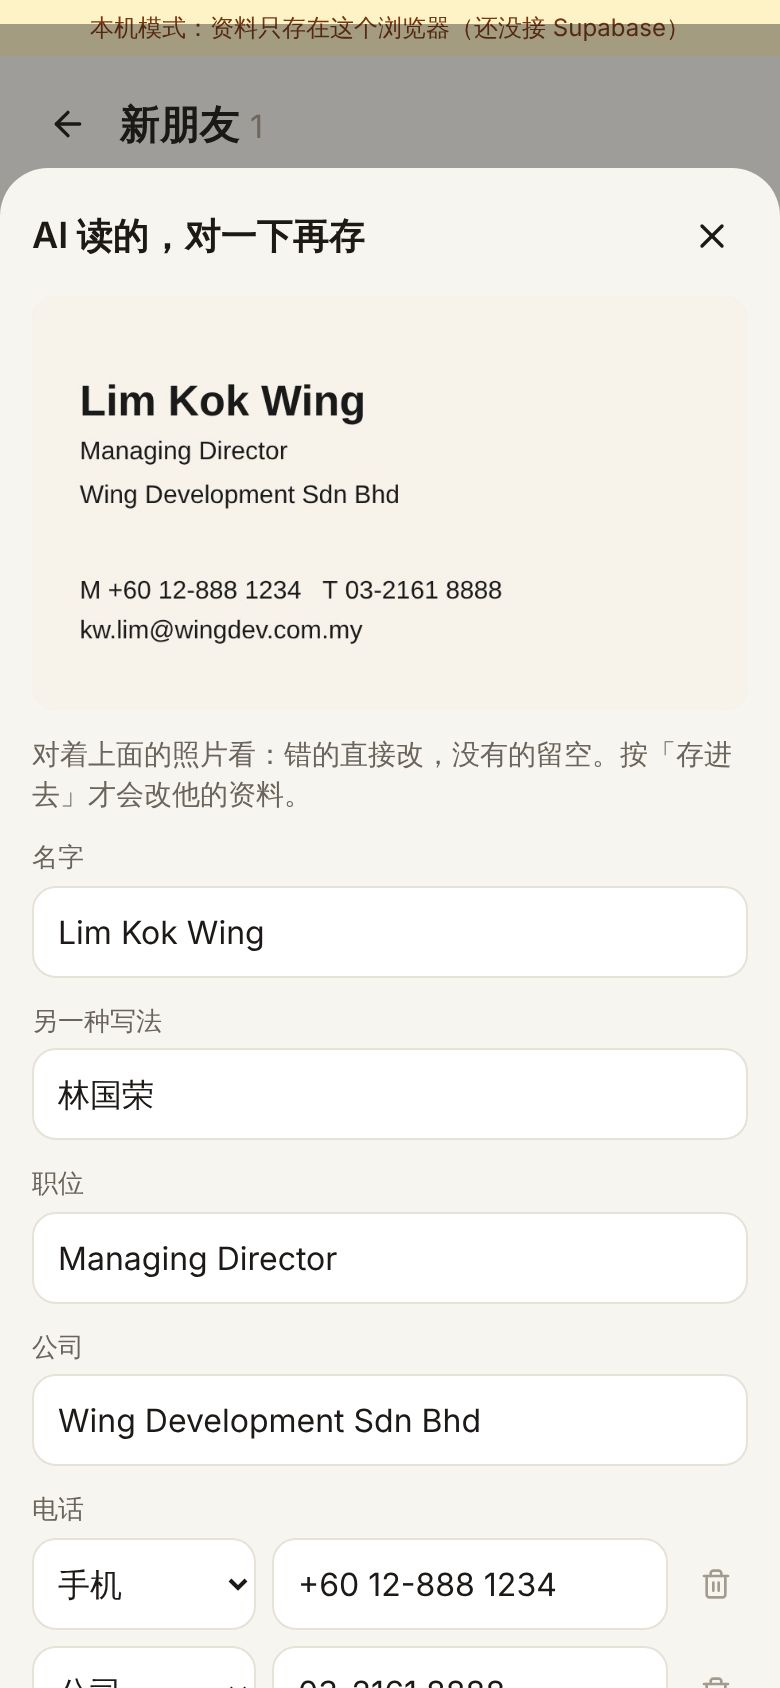 本机模式：资料只存在这个浏览器（还没接 Supabase）
新朋友 1
AI 读的，对一下再存
Lim Kok Wing
Managing Director
Wing Development Sdn Bhd
M +60 12-888 1234 T 03-2161 8888
kw.lim@wingdev.com.my
对着上面的照片看：错的直接改，没有的留空。按「存进
去」才会改他的资料。
名字
Lim Kok Wing
另一种写法
林国荣
职位
Managing Director
公司
Wing Development Sdn Bhd
电话
手机 +60 12-888 1234
公司 03-2161 8888